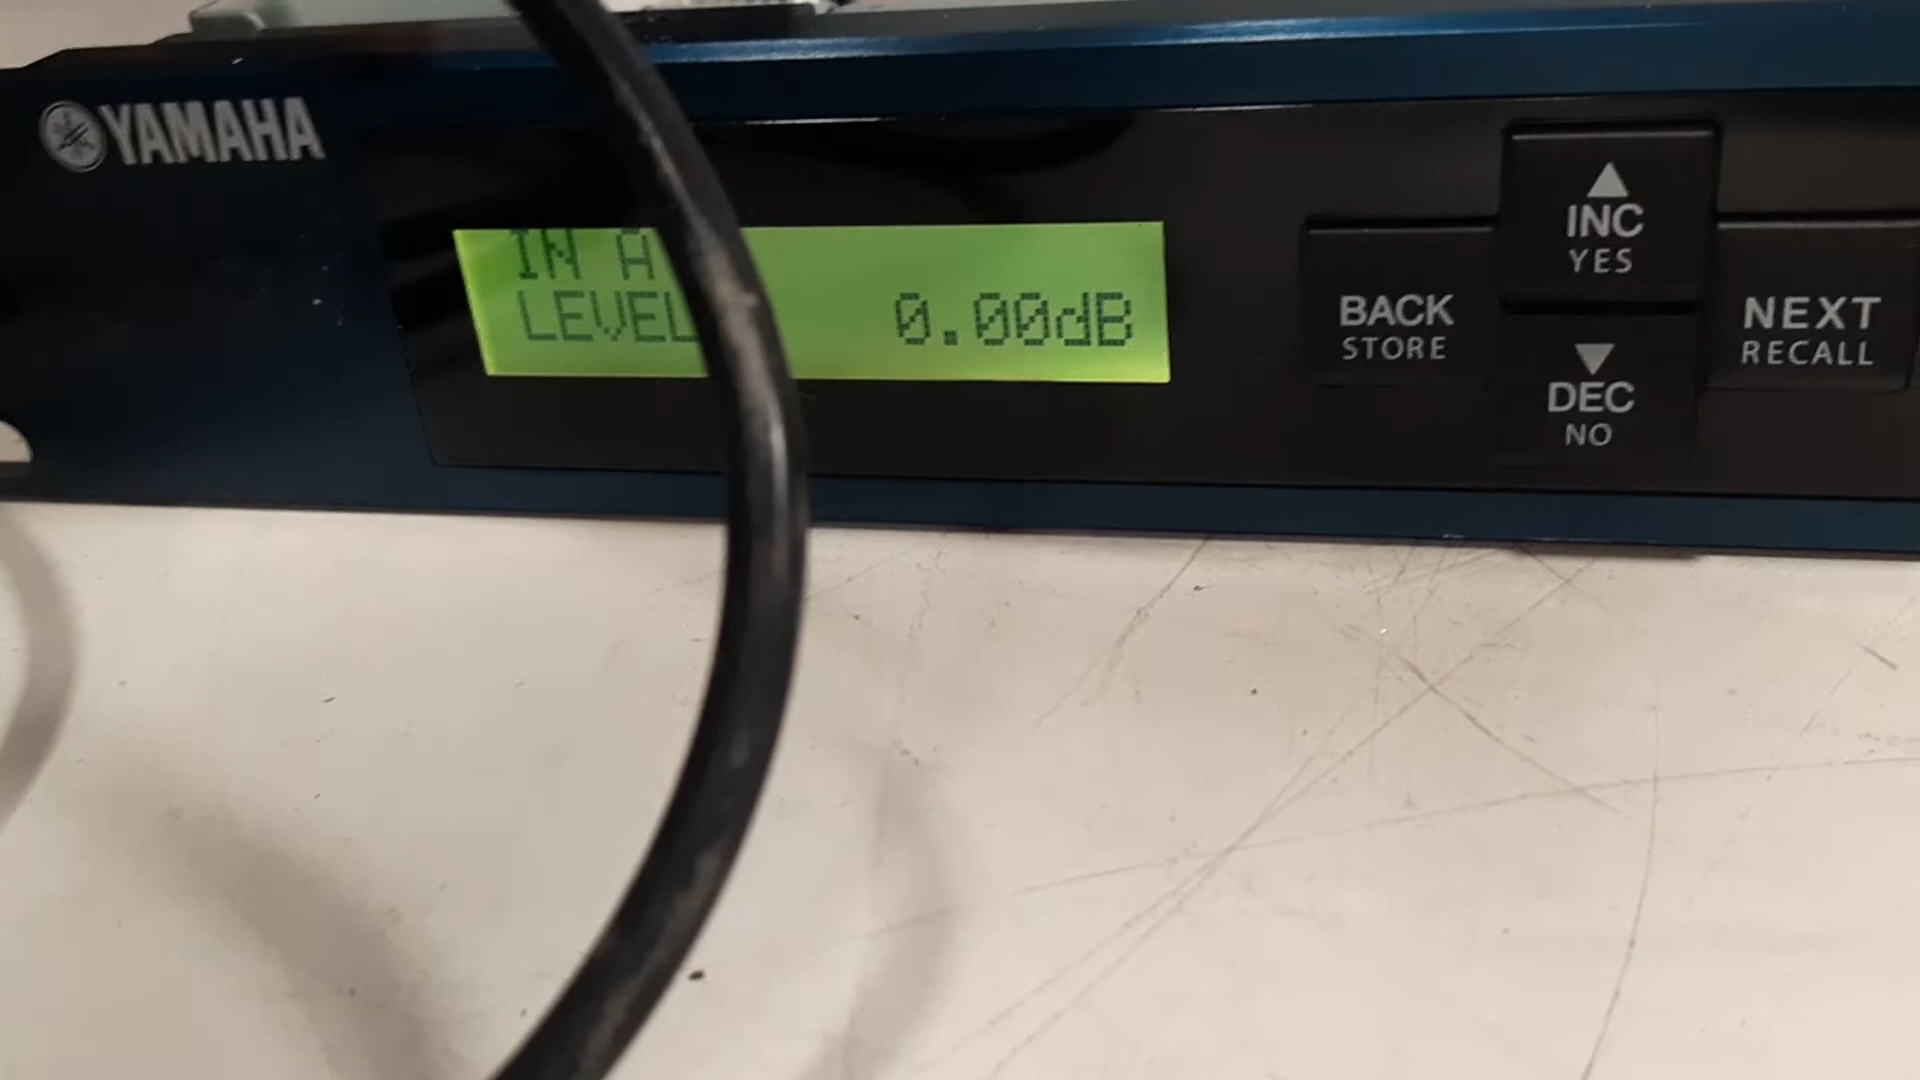 YAMAHA
IN A
LEVEL 0.00dB
BACK
STORE
INC
YES
DEC
NO
NEXT
RECALL